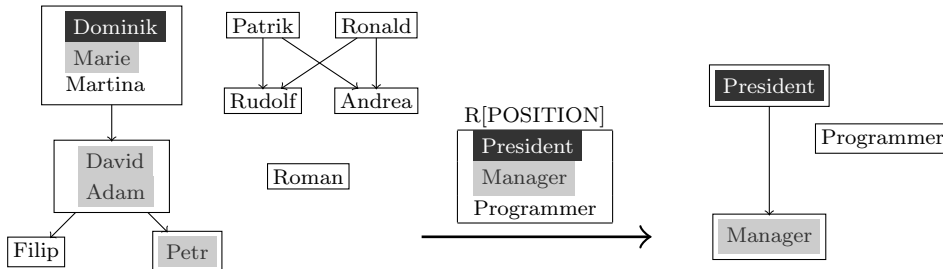 Dominik
Marie
Martina
David
Adam
Filip
Petr
Patrik
Ronald
Rudolf
Andrea
Roman
R[POSITION]
President
Manager
Programmer
President
Programmer
Manager